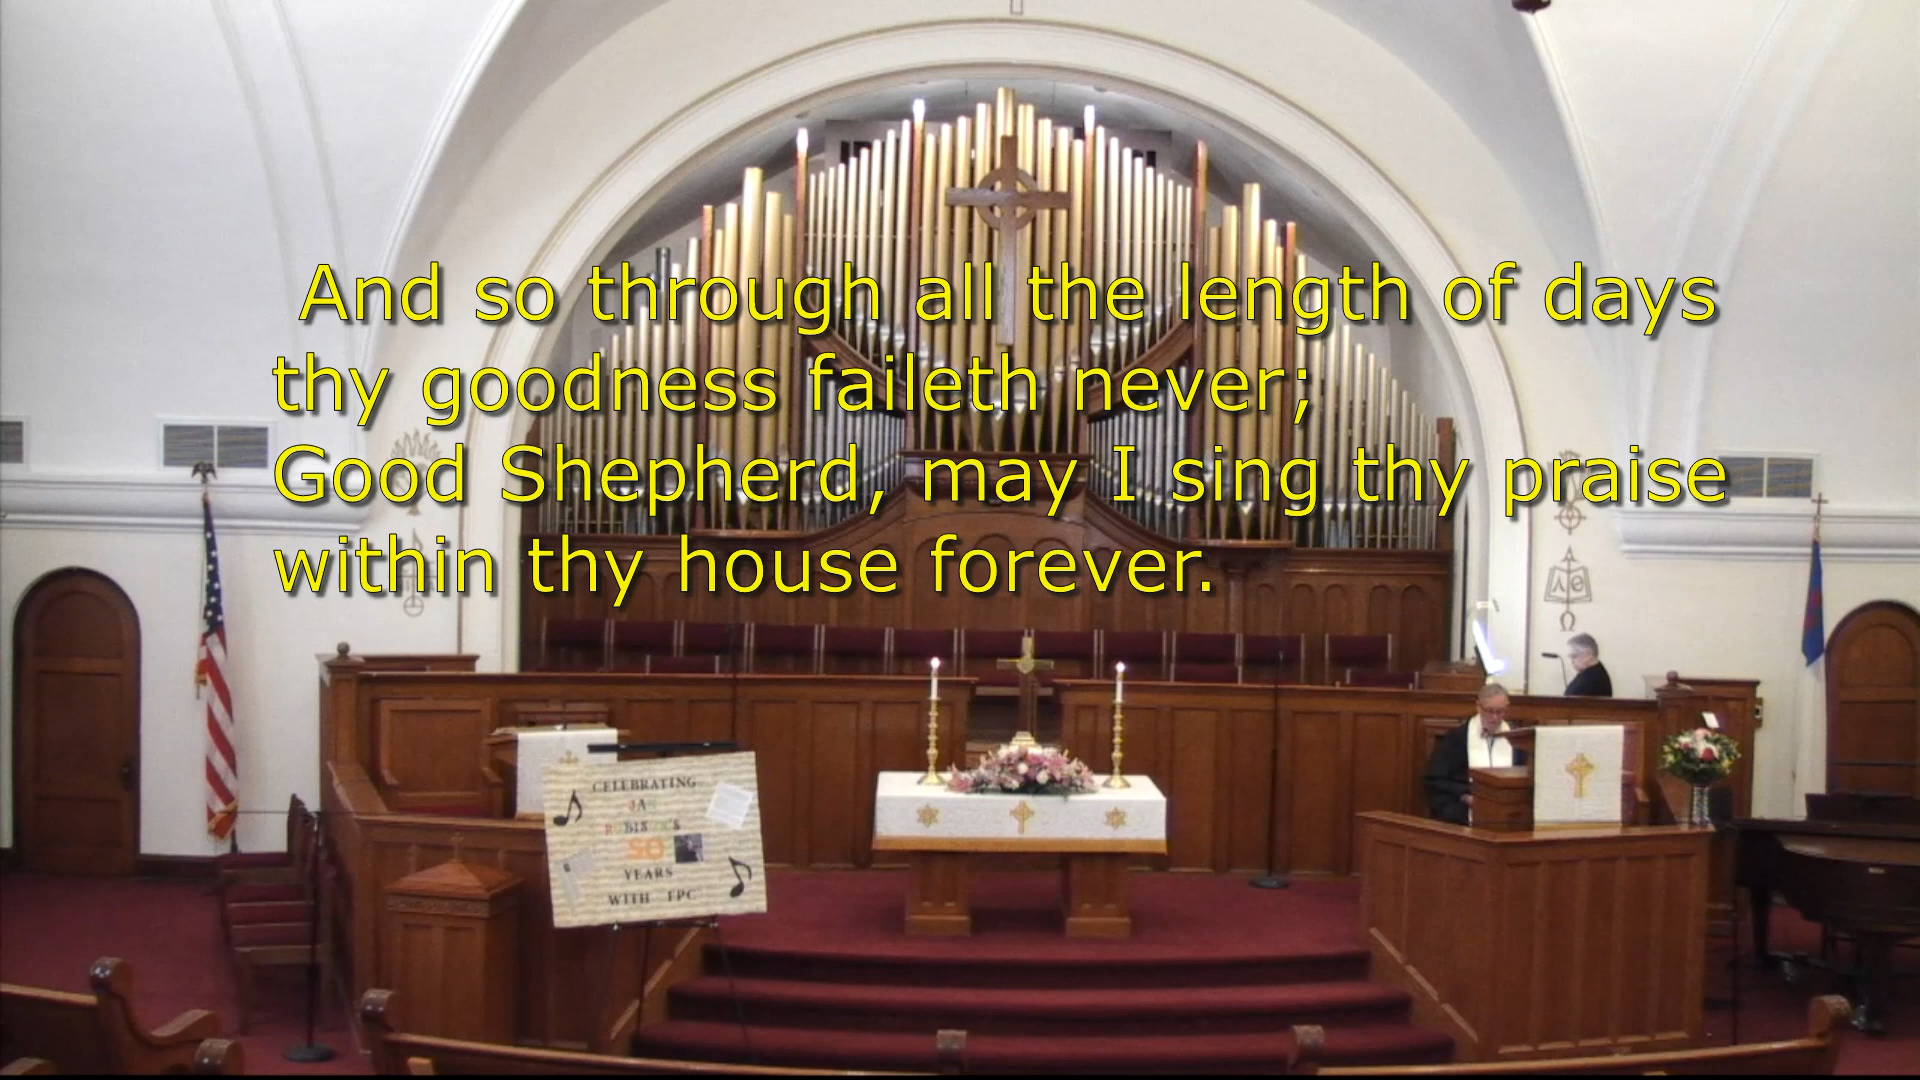 And so through all the length of days
thy goodness faileth never;
Good Shepherd, may I sing thy praise
within thy house forever.
CELEBRATING
50
YEARS
WITH FPC